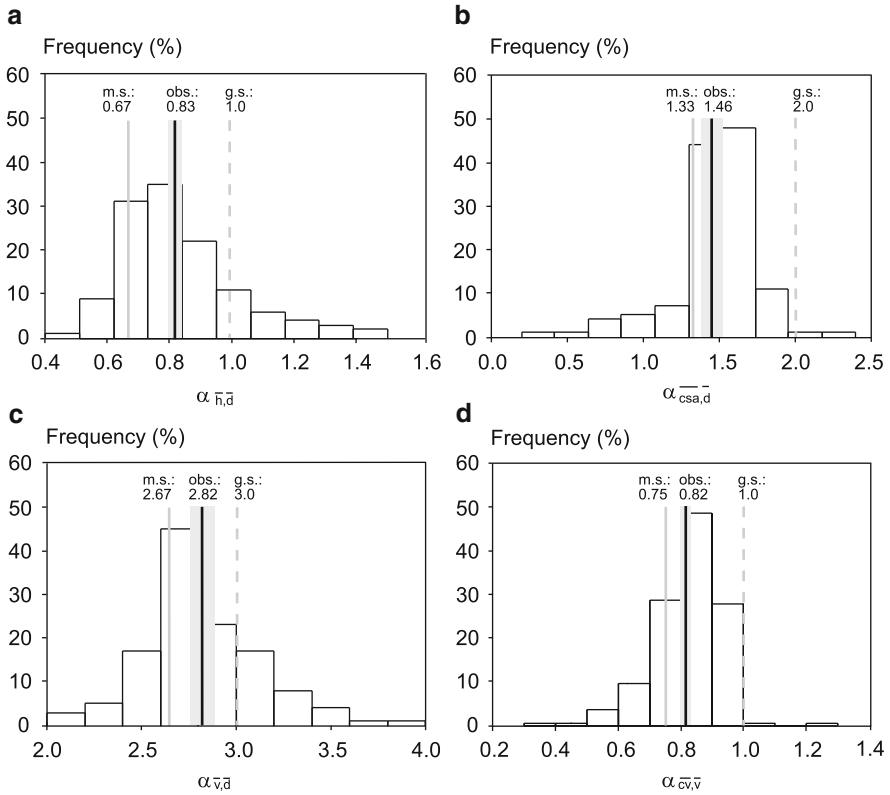 a
Frequency (%)
60
50
40
30
20
10
0
m.s.: obs.: g.s.:
0.67 0.83 1.0
0.4 0.6 0.8 1.0 1.2 1.4 1.6
α h̅,d̅
b
Frequency (%)
60
50
40
30
20
10
0
m.s.: obs.: g.s.:
1.33 1.46 2.0
0.0 0.5 1.0 1.5 2.0 2.5
α c̅s̅a̅,d̅
c
Frequency (%)
60
50
40
30
20
10
0
m.s.: obs.: g.s.:
2.67 2.82 3.0
2.0 2.5 3.0 3.5 4.0
α v̅,d̅
d
Frequency (%)
60
50
40
30
20
10
0
m.s.: obs.: g.s.:
0.75 0.82 1.0
0.2 0.4 0.6 0.8 1.0 1.2 1.4
α c̅v̅,v̅